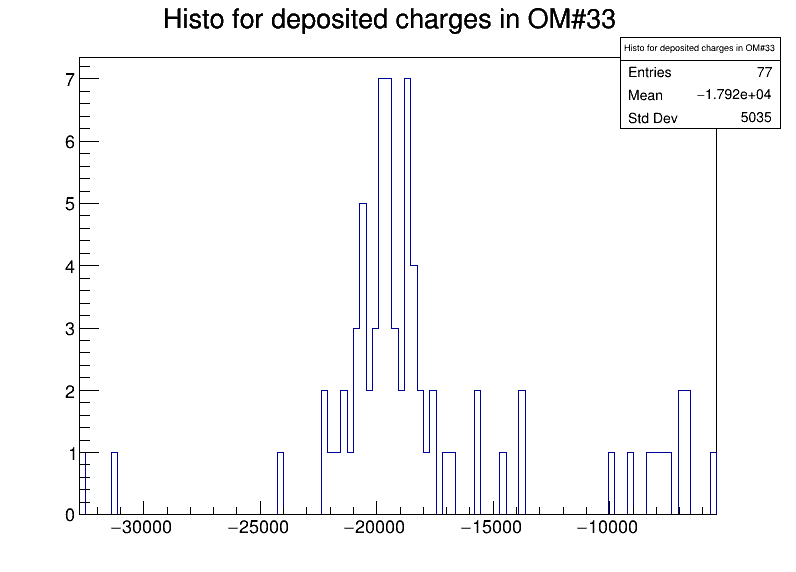 Histo for deposited charges in OM#33
Histo for deposited charges in OM#33
Entries 77
Mean −1.792e+04
Std Dev 5035
7
6
5
4
3
2
1
0
−30000 −25000 −20000 −15000 −10000